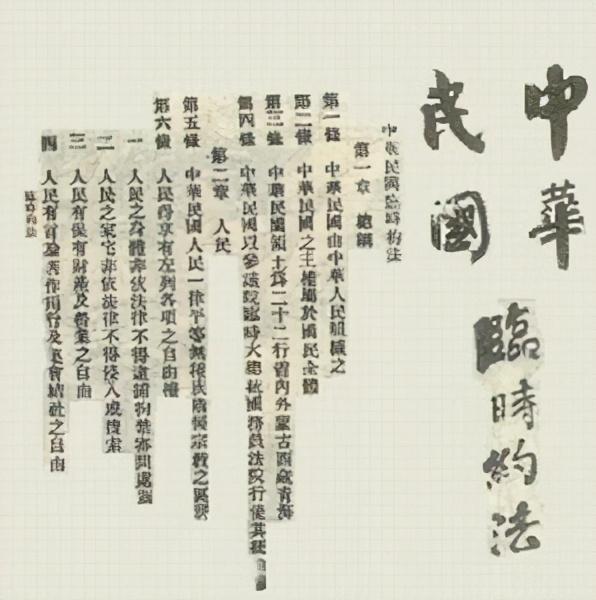 中華
民國
臨時約法
中華民國臨時約法
第一章 總綱
第一條 中華民國由中華人民組織之
第二條 中華民國之主權屬於國民全體
第三條 中華民國領土為二十二行省內外蒙古西藏青海
第四條 中華民國以參議院臨時大總統國務員法院行使其統
第二章 人民
第五條 中華民國人民一律平等無種族階級宗教之區別
第六條 人民得享有左列各項之自由權
一 人民之身體非依法律不得逮捕拘禁審問處罰
二 人民之家宅非依法律不得侵入或搜索
三 人民有保有財產及營業之自由
四 人民有言論著作刊行及集會結社之自由